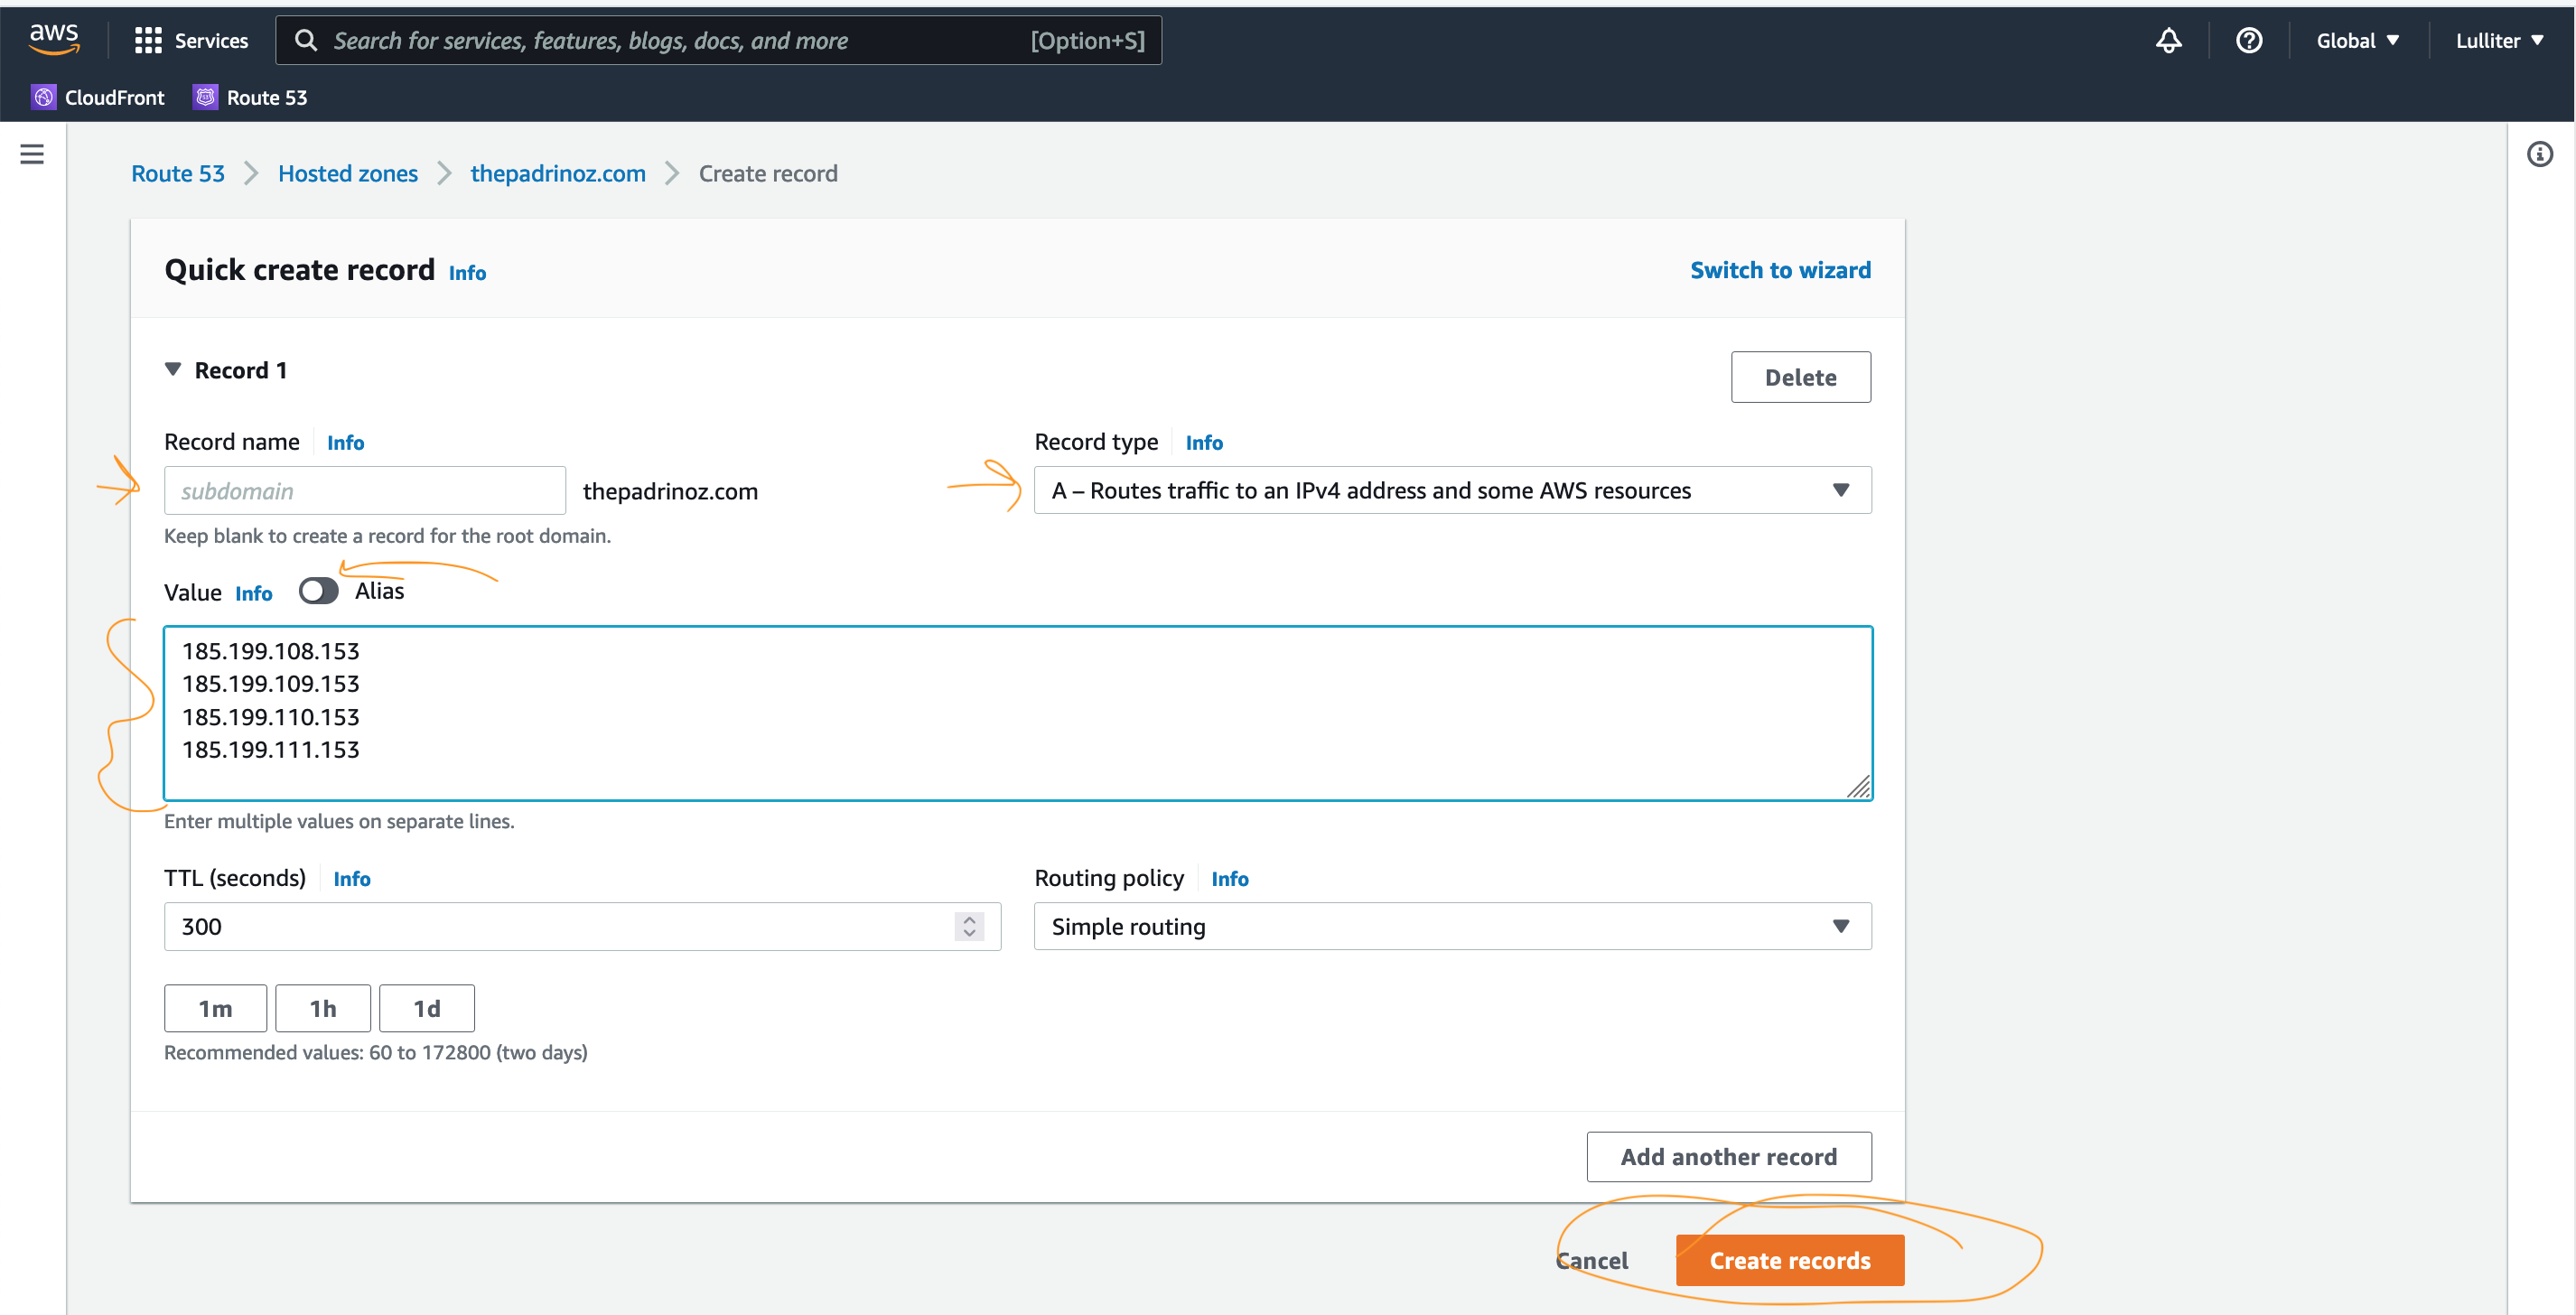 aws
Services
Search for services, features, blogs, docs, and more
[Option+S]
Global
Lulliter
CloudFront
Route 53
Route 53 > Hosted zones > thepadrinoz.com > Create record
Quick create record Info
Switch to wizard
Record 1
Delete
Record name Info
Record type Info
subdomain
thepadrinoz.com
A – Routes traffic to an IPv4 address and some AWS resources
Keep blank to create a record for the root domain.
Value Info
Alias
185.199.108.153
185.199.109.153
185.199.110.153
185.199.111.153
Enter multiple values on separate lines.
TTL (seconds) Info
Routing policy Info
300
Simple routing
1m
1h
1d
Recommended values: 60 to 172800 (two days)
Add another record
Cancel
Create records